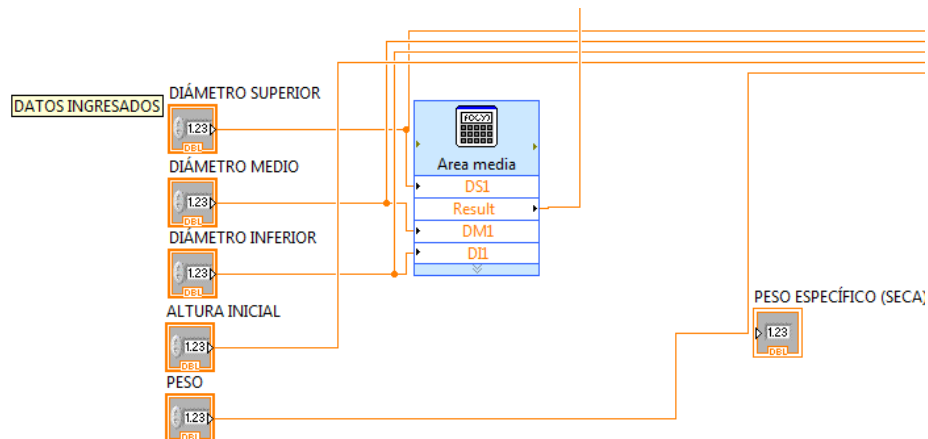 DATOS INGRESADOS
DIÁMETRO SUPERIOR
1.23
DBL
DIÁMETRO MEDIO
1.23
DBL
DIÁMETRO INFERIOR
1.23
DBL
ALTURA INICIAL
1.23
DBL
PESO
1.23
DBL
Area media
DS1
Result
DM1
DI1
PESO ESPECÍFICO (SECA)
1.23
DBL